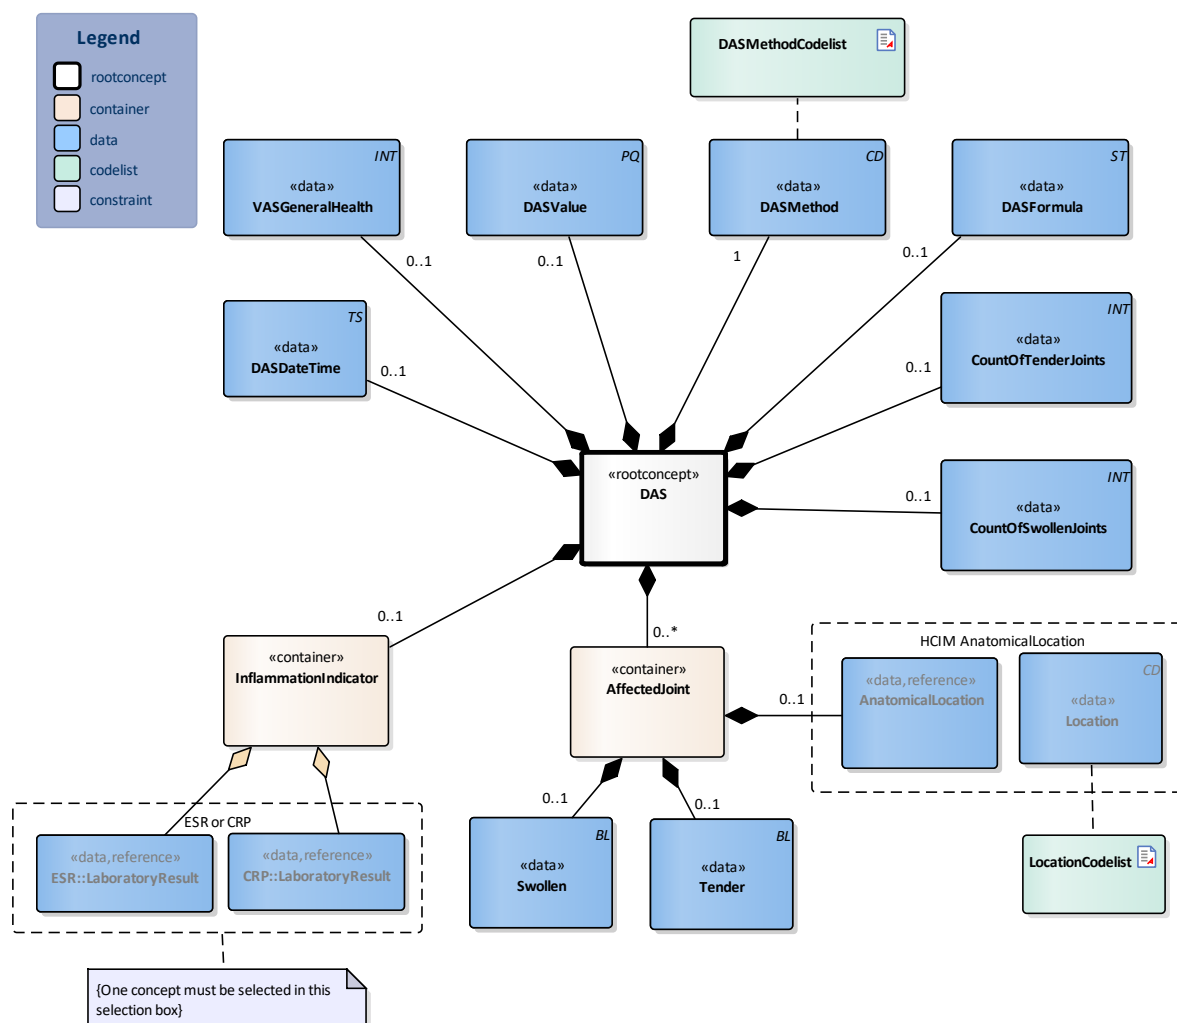 Legend
rootconcept
container
data
codelist
constraint
DASMethodCodelist
INT
«data»
VASGeneralHealth
PQ
«data»
DASValue
CD
«data»
DASMethod
ST
«data»
DASFormula
0..1
0..1
1
0..1
TS
«data»
DASDateTime
0..1
INT
«data»
CountOfTenderJoints
0..1
«rootconcept»
DAS
INT
«data»
CountOfSwollenJoints
0..1
0..1
0..*
«container»
InflammationIndicator
«container»
AffectedJoint
0..1
HCIM AnatomicalLocation
«data,reference»
AnatomicalLocation
CD
«data»
Location
ESR or CRP
«data,reference»
ESR::LaboratoryResult
«data,reference»
CRP::LaboratoryResult
0..1
0..1
BL
«data»
Swollen
BL
«data»
Tender
LocationCodelist
{One concept must be selected in this
selection box}